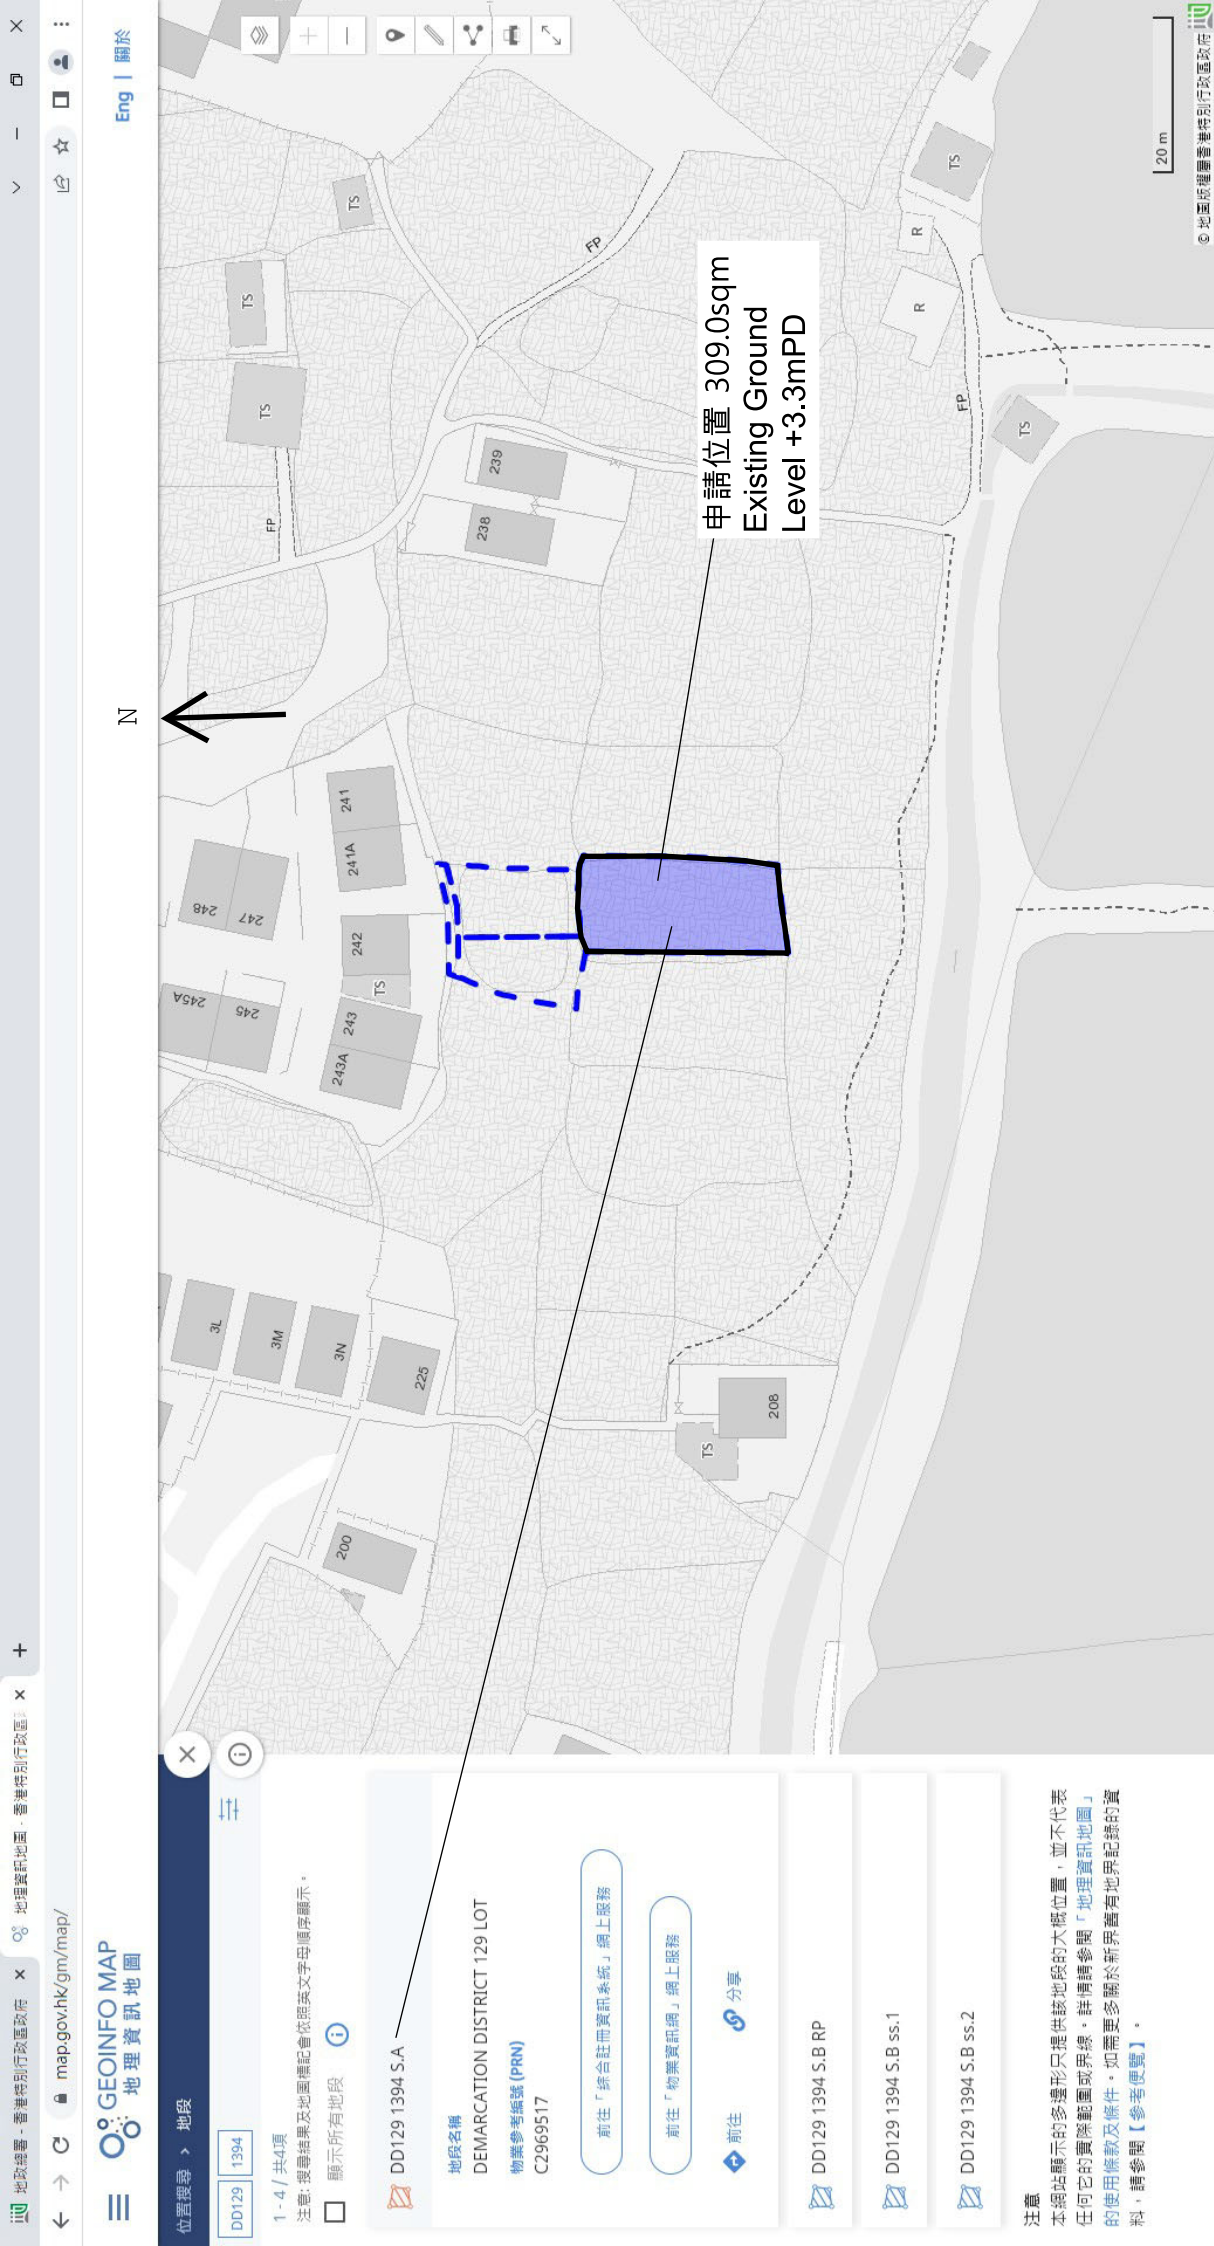 地政總署 - 香港特別行政區政府
地理資訊地圖 - 香港特別行政區
map.gov.hk/gm/map/
GEOINFO MAP
地理資訊地圖
Eng | 關於
位置搜尋 > 地段
DD129 1394
1 - 4 / 共4項
注意: 搜尋結果及地圖標記會依照英文字母順序顯示。
顯示所有地段
DD129 1394 S.A
地段名稱
DEMARCATION DISTRICT 129 LOT
物業參考編號 (PRN)
C2969517
前往「綜合註冊資訊系統」網上服務
前往「物業資訊網」網上服務
前往 分享
DD129 1394 S.B RP
DD129 1394 S.B ss.1
DD129 1394 S.B ss.2
注意
本網站顯示的多邊形只提供該地段的大概位置，並不代表
任何它的實際範圍或界線。詳情請參閱「地理資訊地圖」
的使用條款及條件。如需更多關於新界舊有地界記錄的資
料，請參閱【參考便覽】。
N
申請位置 309.0sqm
Existing Ground
Level +3.3mPD
3L
3M
3N
225
200
208
TS
245A
245
248
247
243A
243
TS
242
241A
241
238
239
FP
TS
TS
TS
FP
FP
R
R
TS
TS
20 m
© 地圖版權屬香港特別行政區政府